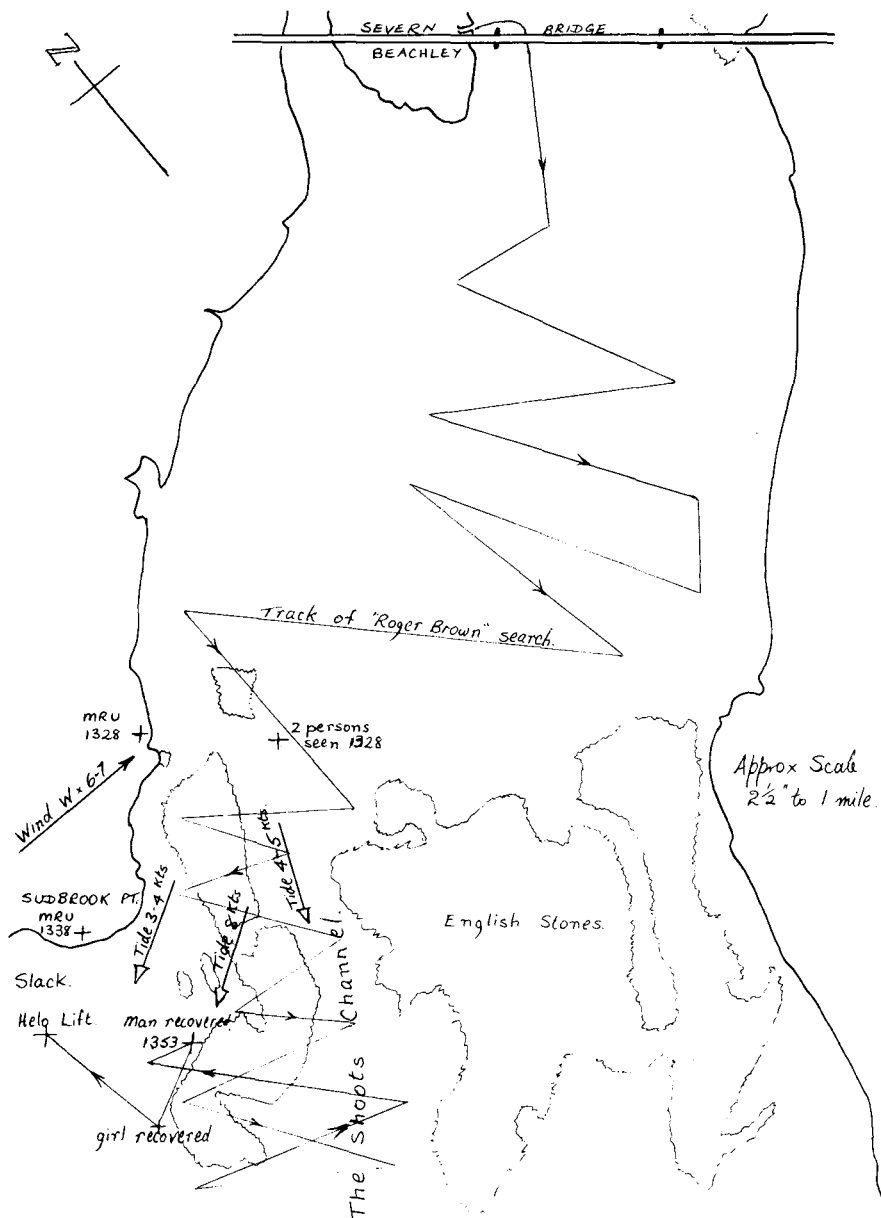 SEVERN BRIDGE
BEACHLEY
N
Track of "Roger Brown" search.
MRU
1328
2 persons
seen 1328
Wind W x 6-7
Approx Scale
2½" to 1 mile.
Tide 4-5 Kts.
SUDBROOK PT.
MRU
1338
Tide 3-4 Kts
Tide 8 Kts
English Stones.
Slack.
Helo Lift.
Man recovered
1353
girl recovered
The Shoots Channel.